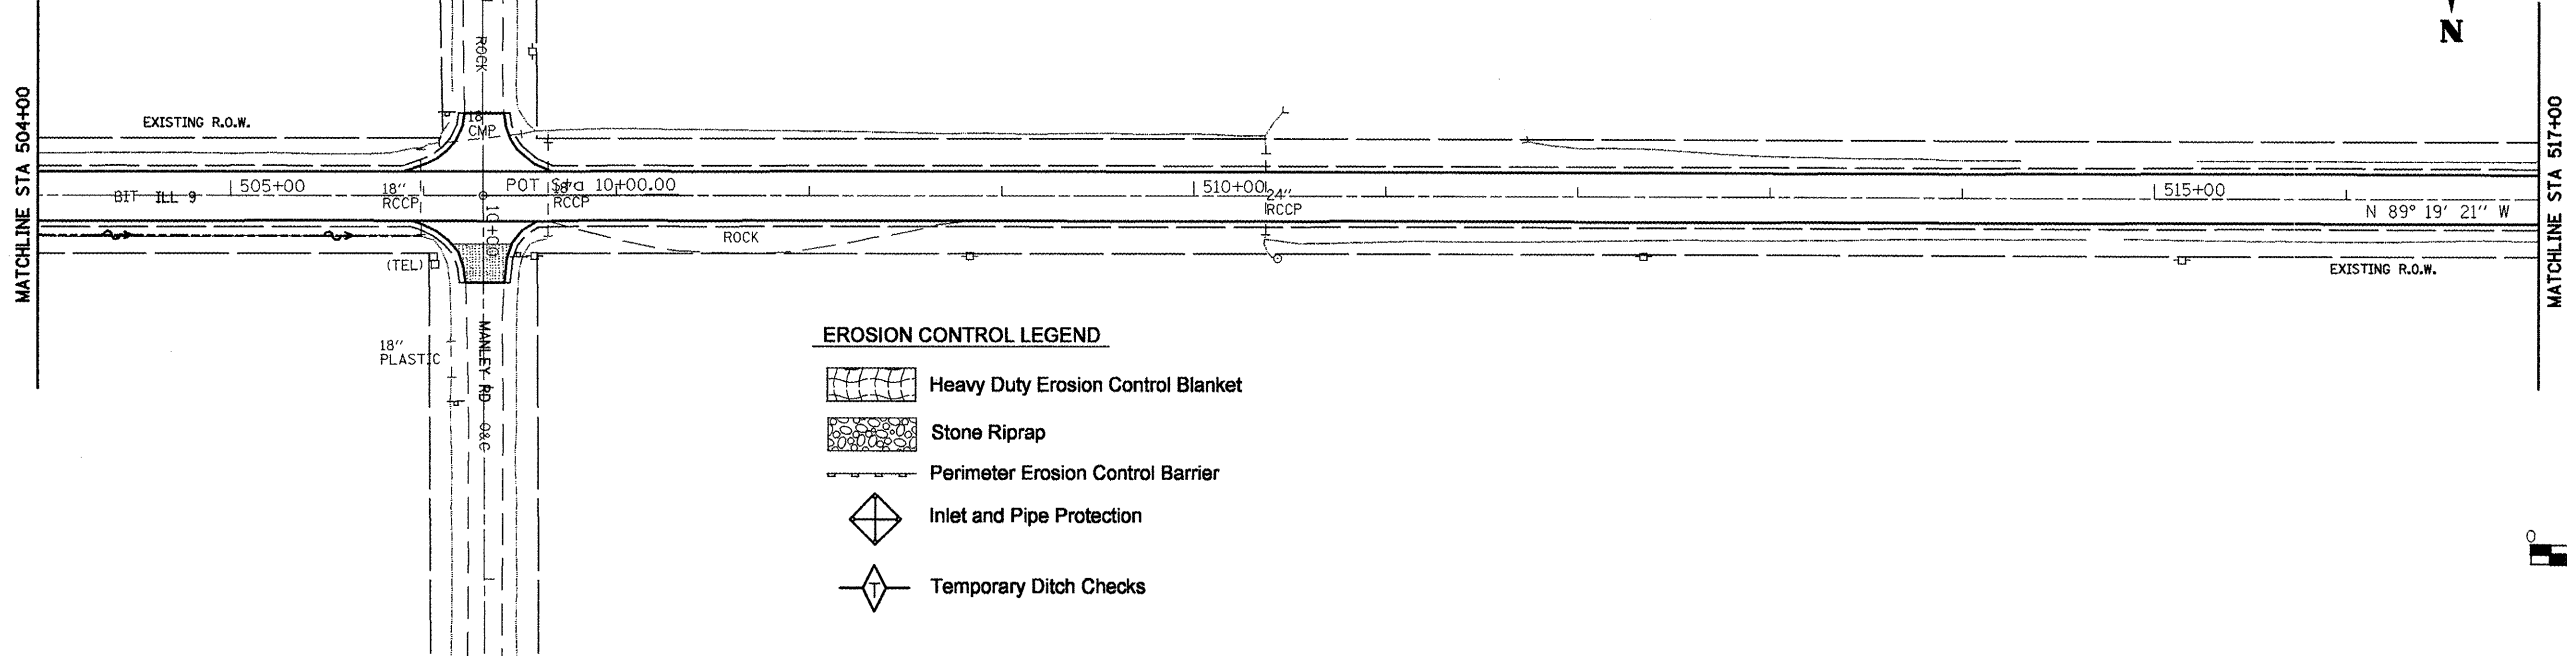 N
MATCHLINE STA 504+00
MATCHLINE STA 517+00
ROCK
EXISTING R.O.W.
18"
CMP
505+00
BIT ILL 9
18"
RCCP
POT Sta 10+00.00
18"
RCCP
510+00
24"
RCCP
515+00
N 89° 19' 21" W
10+00
ROCK
(TEL)
EXISTING R.O.W.
18"
PLASTIC
MANLEY RD O&C
EROSION CONTROL LEGEND
Heavy Duty Erosion Control Blanket
Stone Riprap
Perimeter Erosion Control Barrier
Inlet and Pipe Protection
T
Temporary Ditch Checks
0